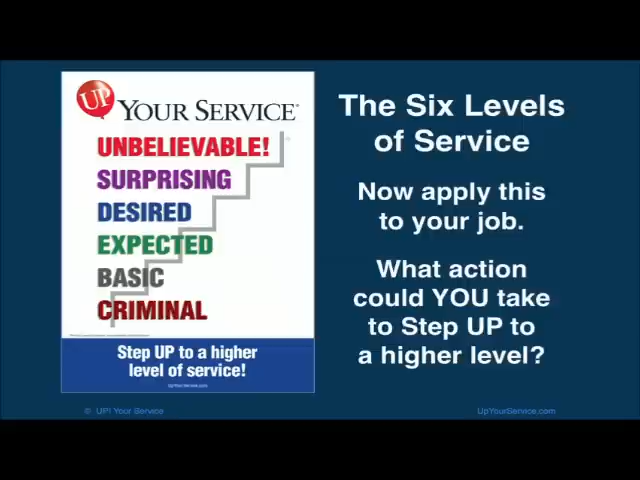 UP YOUR SERVICE
UNBELIEVABLE!
SURPRISING
DESIRED
EXPECTED
BASIC
CRIMINAL
Step UP to a higher
level of service!
UpYourService.com
The Six Levels
of Service
Now apply this
to your job.
What action
could YOU take
to Step UP to
a higher level?
© UP! Your Service
UpYourService.com